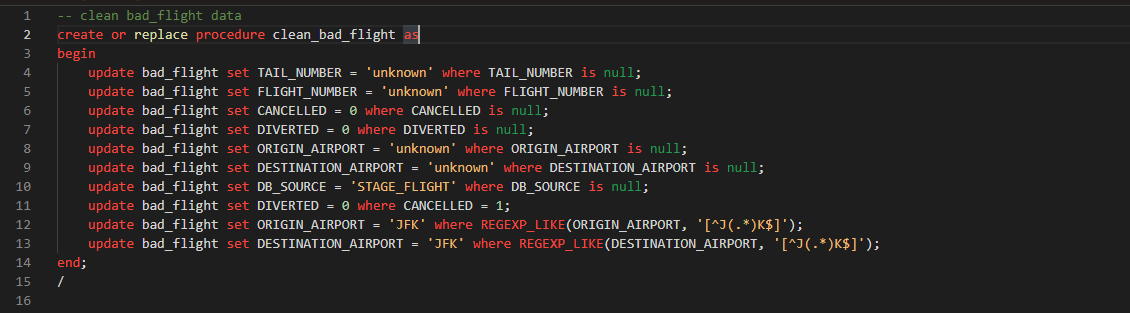 1 -- clean bad_flight data
2 create or replace procedure clean_bad_flight as
3 begin
4 update bad_flight set TAIL_NUMBER = 'unknown' where TAIL_NUMBER is null;
5 update bad_flight set FLIGHT_NUMBER = 'unknown' where FLIGHT_NUMBER is null;
6 update bad_flight set CANCELLED = 0 where CANCELLED is null;
7 update bad_flight set DIVERTED = 0 where DIVERTED is null;
8 update bad_flight set ORIGIN_AIRPORT = 'unknown' where ORIGIN_AIRPORT is null;
9 update bad_flight set DESTINATION_AIRPORT = 'unknown' where DESTINATION_AIRPORT is null;
10 update bad_flight set DB_SOURCE = 'STAGE_FLIGHT' where DB_SOURCE is null;
11 update bad_flight set DIVERTED = 0 where CANCELLED = 1;
12 update bad_flight set ORIGIN_AIRPORT = 'JFK' where REGEXP_LIKE(ORIGIN_AIRPORT, '[^J(.*)K$]');
13 update bad_flight set DESTINATION_AIRPORT = 'JFK' where REGEXP_LIKE(DESTINATION_AIRPORT, '[^J(.*)K$]');
14 end;
15 /
16